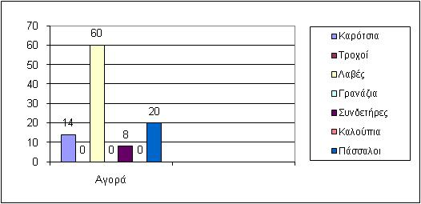 70
60
50
40
30
20
10
0
14
0
60
0
8
0
20
Αγορά
Καρότσια
Τροχοί
Λαβές
Γρανάζια
Συνδετήρες
Καλούπια
Πάσσαλοι